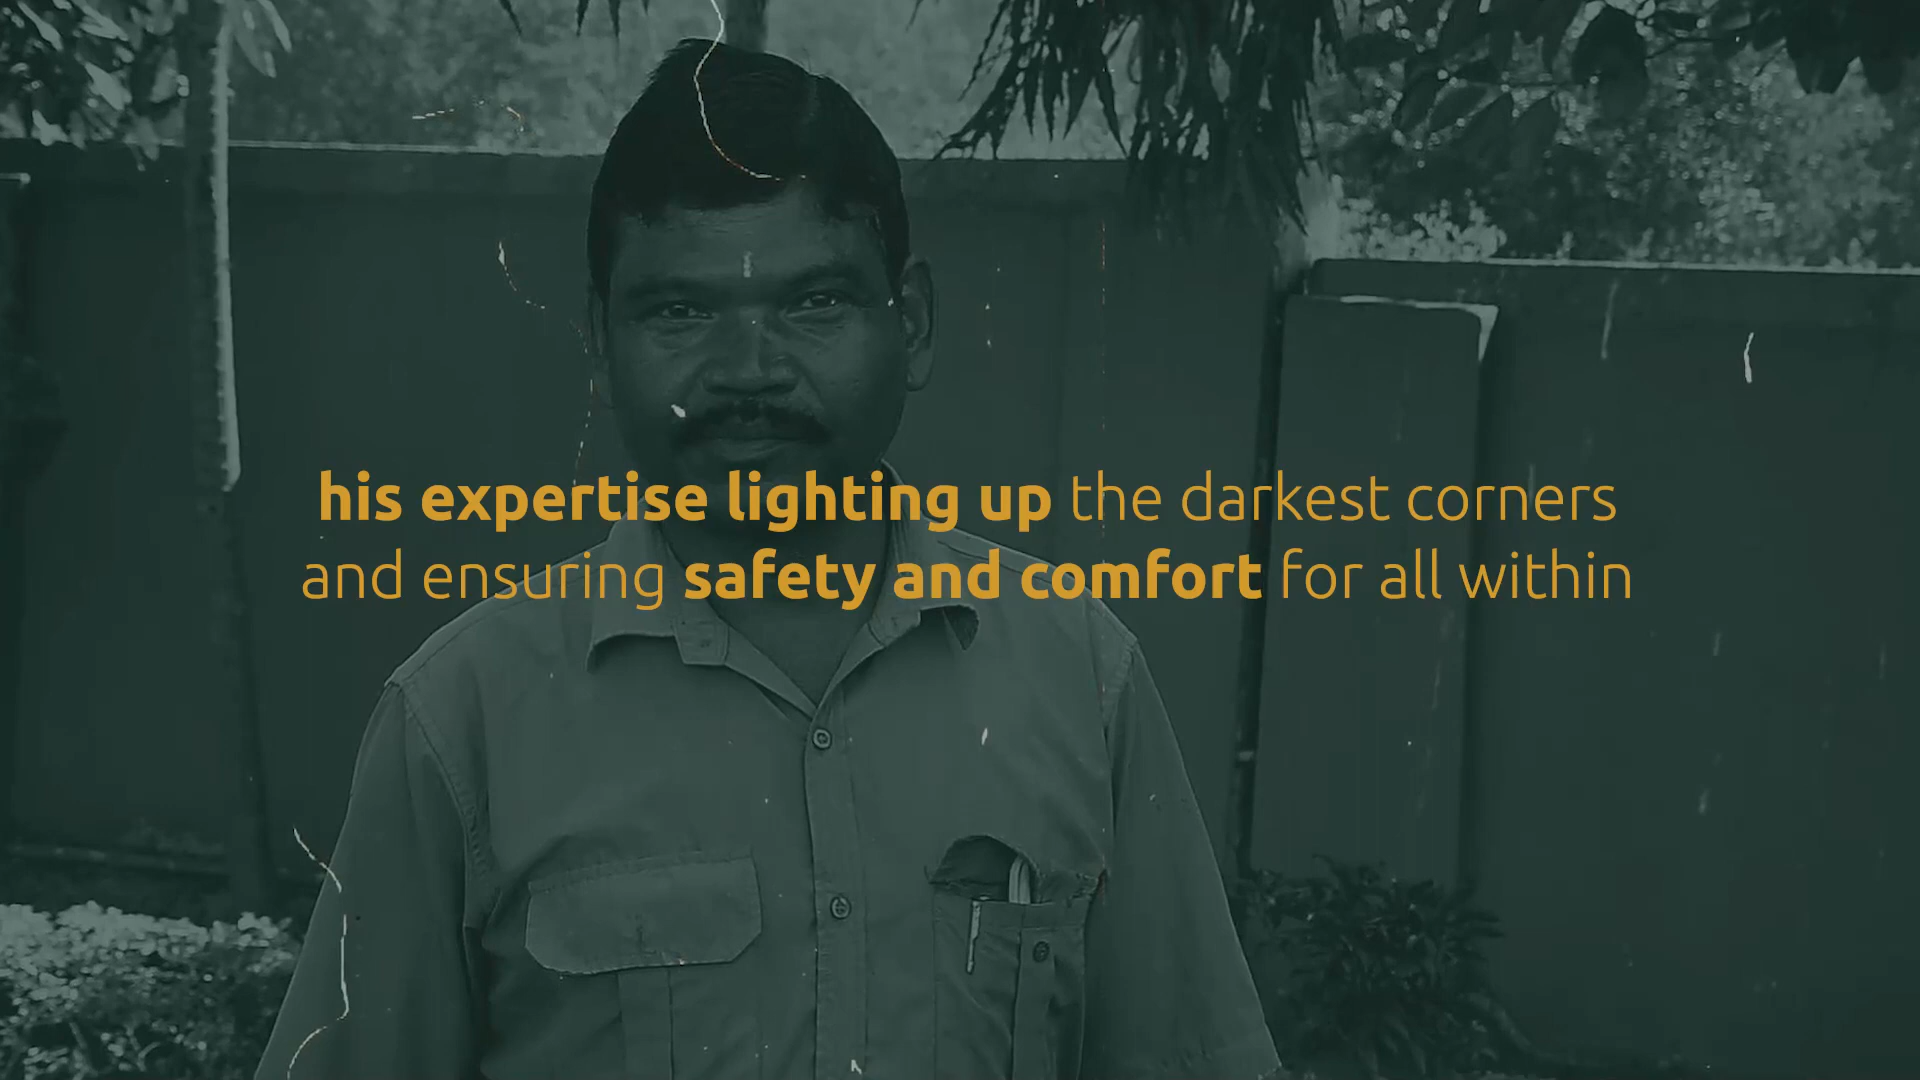 his expertise lighting up the darkest corners
and ensuring safety and comfort for all within